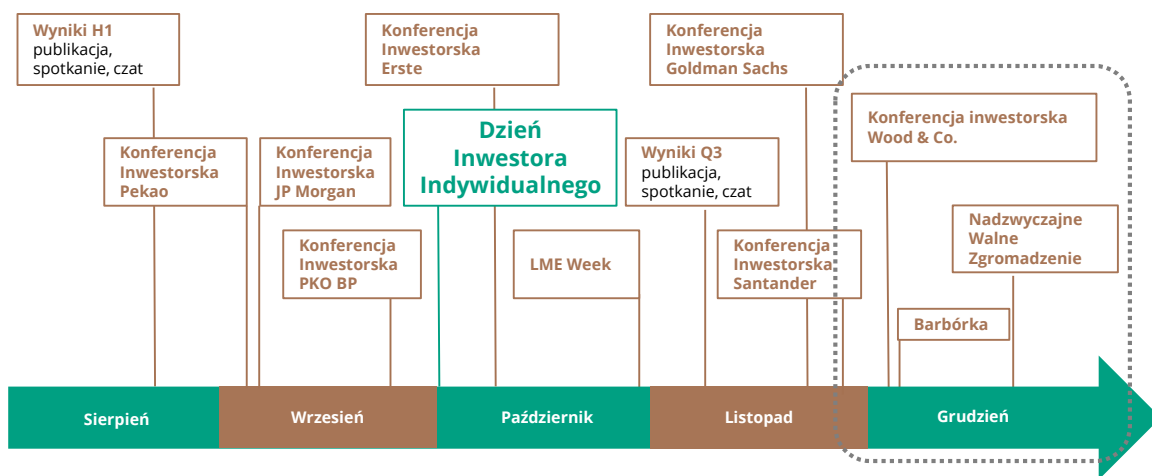 Wyniki H1
publikacja,
spotkanie, czat
Konferencja
Inwestorska
Erste
Konferencja
Inwestorska
Goldman Sachs
Konferencja inwestorska
Wood & Co.
Dzień
Inwestora
Indywidualnego
Konferencja
Inwestorska
Pekao
Konferencja
Inwestorska
JP Morgan
Wyniki Q3
publikacja,
spotkanie, czat
Nadzwyczajne
Walne
Zgromadzenie
Konferencja
Inwestorska
PKO BP
LME Week
Konferencja
Inwestorska
Santander
Barbórka
Sierpień
Wrzesień
Październik
Listopad
Grudzień